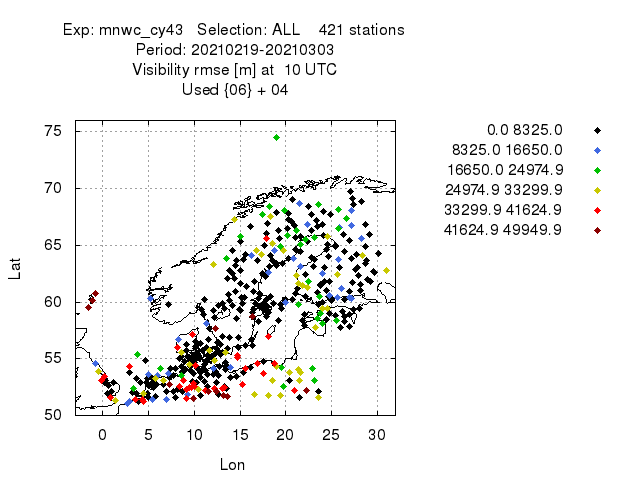 Exp: mnwc_cy43 Selection: ALL 421 stations
Period: 20210219-20210303
Visibility rmse [m] at 10 UTC
Used {06} + 04
0.0 8325.0
8325.0 16650.0
16650.0 24974.9
24974.9 33299.9
33299.9 41624.9
41624.9 49949.9
75
70
65
60
55
50
Lat
0 5 10 15 20 25 30
Lon